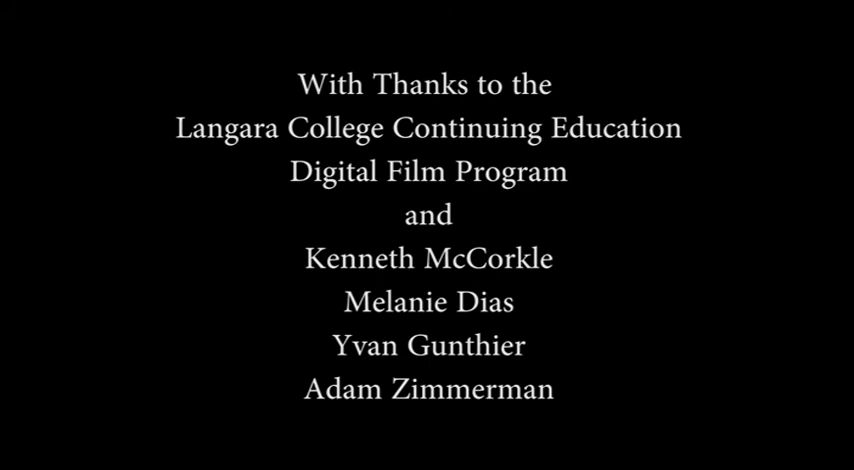 With Thanks to the
Langara College Continuing Education
Digital Film Program
and
Kenneth McCorkle
Melanie Dias
Yvan Gunthier
Adam Zimmerman